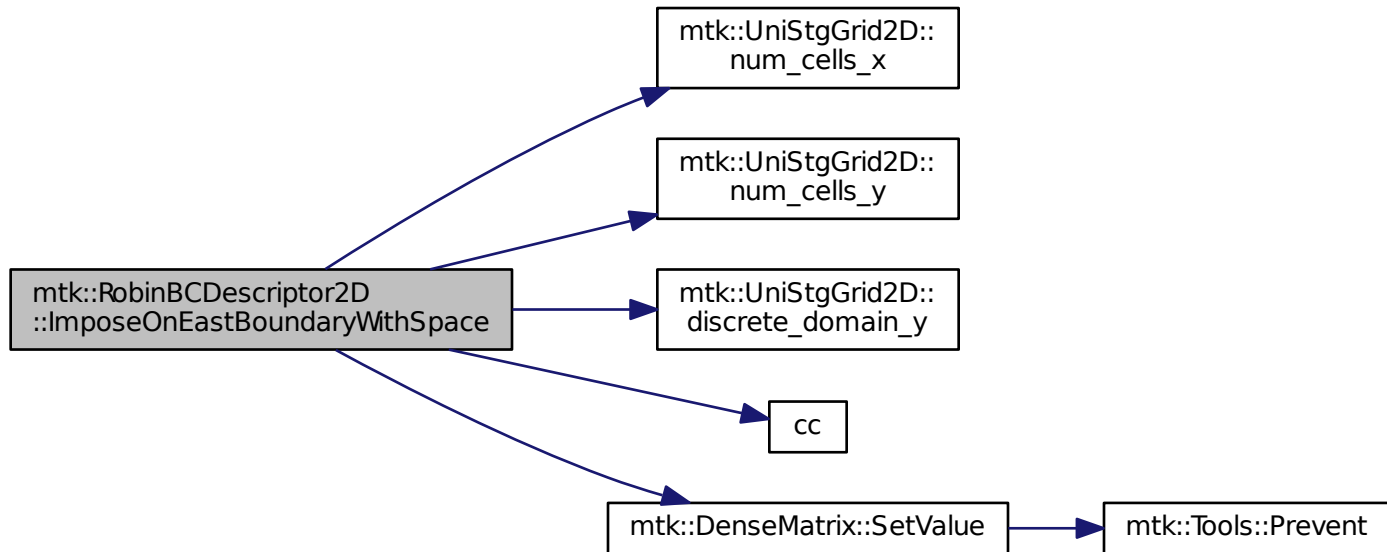 mtk::UniStgGrid2D::
num_cells_x
mtk::UniStgGrid2D::
num_cells_y
mtk::RobinBCDescriptor2D
::ImposeOnEastBoundaryWithSpace
mtk::UniStgGrid2D::
discrete_domain_y
cc
mtk::DenseMatrix::SetValue
mtk::Tools::Prevent